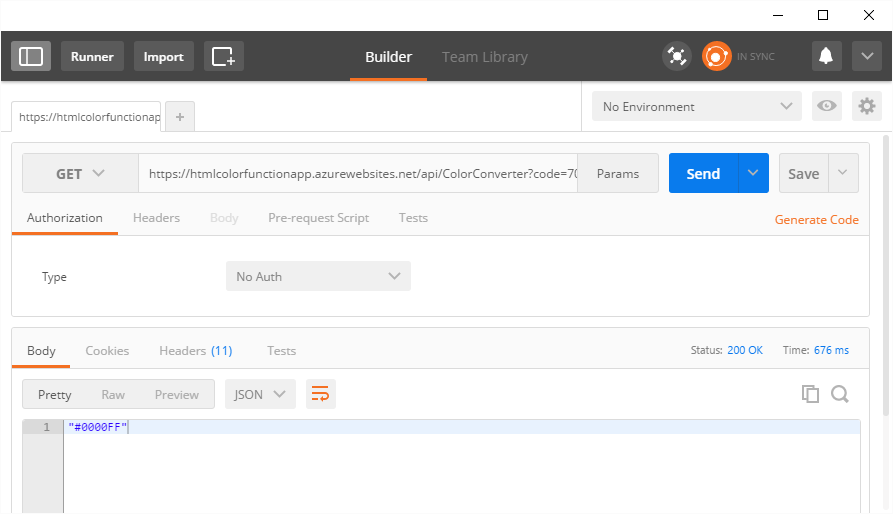 Runner Import Builder Team Library IN SYNC
https://htmlcolorfunctionap + No Environment
GET https://htmlcolorfunctionapp.azurewebsites.net/api/ColorConverter?code=70 Params Send Save
Authorization Headers Body Pre-request Script Tests Generate Code
Type No Auth
Body Cookies Headers (11) Tests Status: 200 OK Time: 676 ms
Pretty Raw Preview JSON
1 "#0000FF"